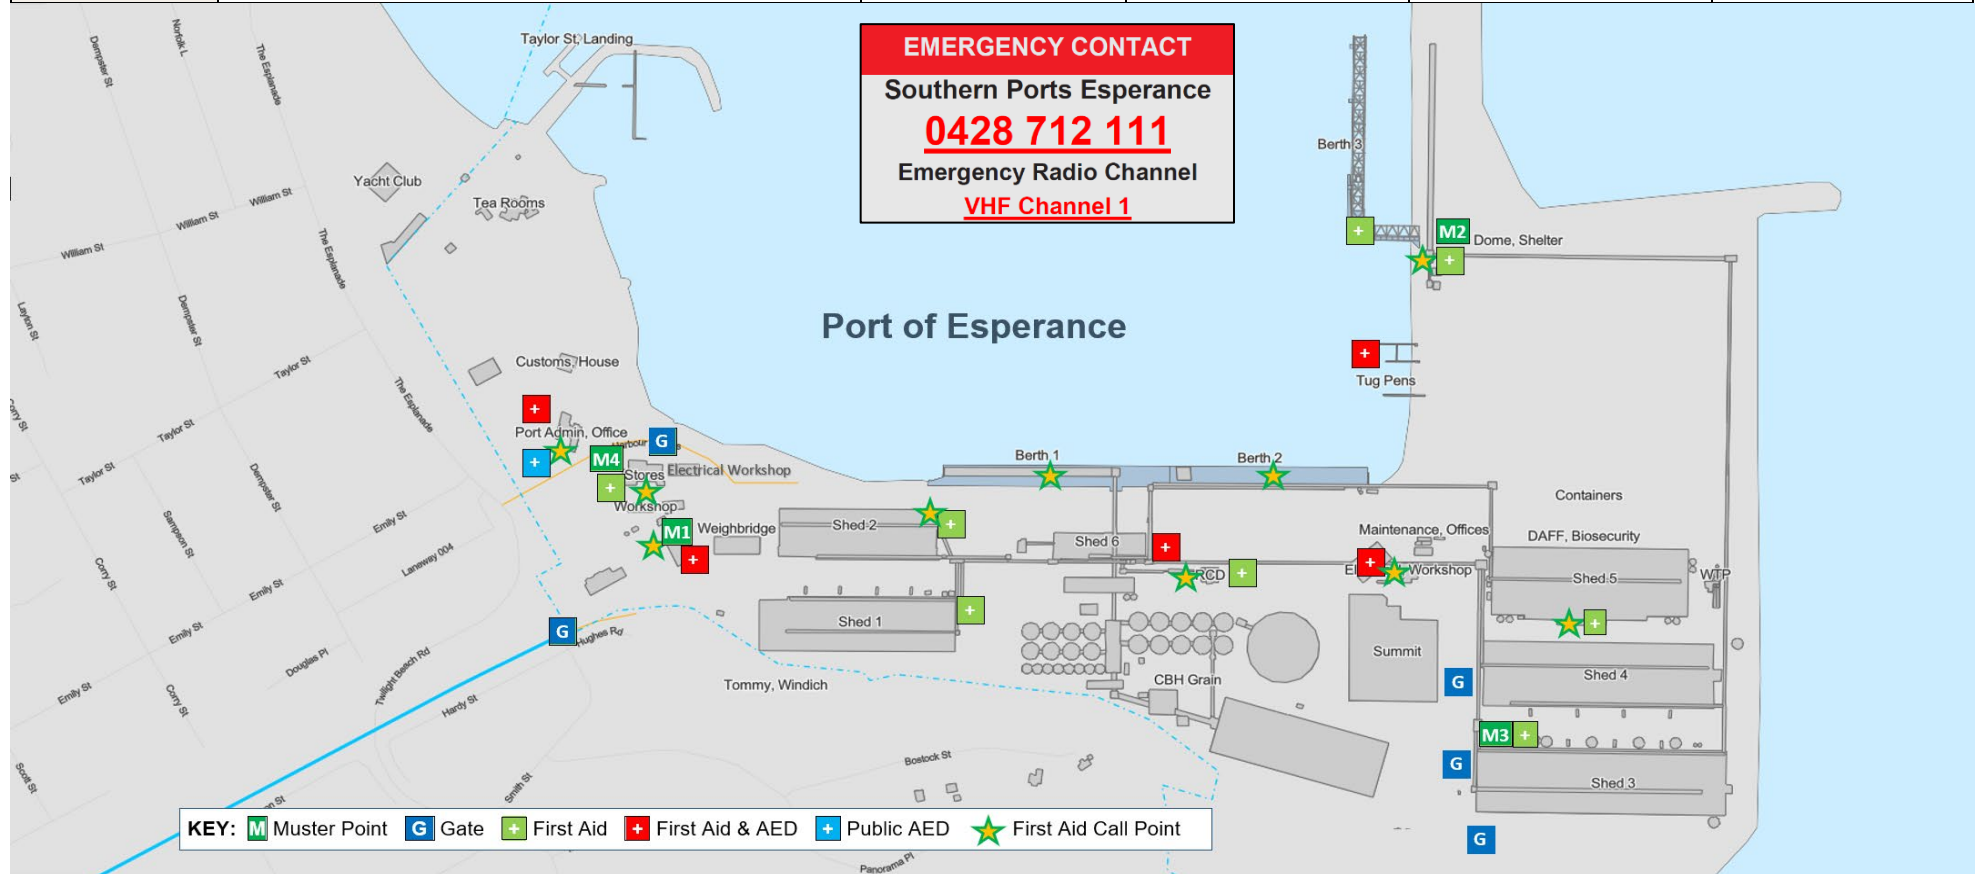 EMERGENCY CONTACT
Southern Ports Esperance
0428 712 111
Emergency Radio Channel
VHF Channel 1
Taylor St, Landing
Dempster St
Norfolk L
The Esplanade
Yacht Club
Tea Rooms
Berth 3
William St
William St
William St
The Esplanade
M2
Dome, Shelter
Layton St
Dempster St
Port of Esperance
Customs, House
Taylor St
Tug Pens
The Esplanade
Taylor St
Port Admin, Office
G
M4
Stores
Electrical Workshop
Taylor St
Dempster St
Workshop
Berth 1
Berth 2
Containers
Sampson St
Emily St
M1
Weighbridge
Shed 2
Shed 6
Maintenance, Offices
DAFF, Biosecurity
Laneway 004
Corry St
Workshop
Shed 5
WTP
Emily St
Shed 1
G
Hughes Rd
Emily St
Douglas Pl
Twilight Beach Rd
Summit
Tommy, Windich
CBH Grain
G
Shed 4
Emily St
Corry St
Hardy St
M3
Bostock St
G
Shed 3
Scott St
Smith St
KEY: M Muster Point G Gate + First Aid + First Aid & AED + Public AED First Aid Call Point
G
Panorama Pl